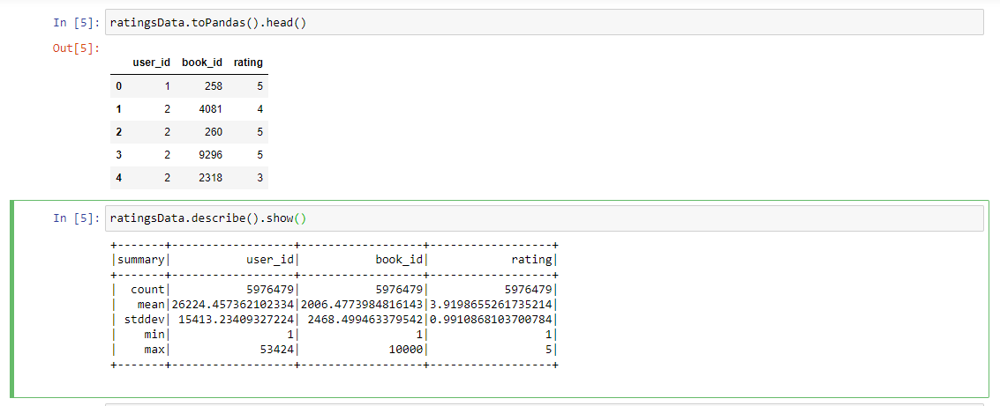 In [5]: ratingsData.toPandas().head()
Out[5]:
user_id book_id rating
0 1 258 5
1 2 4081 4
2 2 260 5
3 2 9296 5
4 2 2318 3
In [5]: ratingsData.describe().show()
+-------+------------------+------------------+------------------+
|summary|           user_id|           book_id|            rating|
+-------+------------------+------------------+------------------+
|  count|           5976479|           5976479|           5976479|
|   mean|26224.457362102334|2006.4773984816143|3.9198655261735214|
| stddev| 15413.23409327224| 2468.499463379542|0.9910868103700784|
|    min|                 1|                 1|                 1|
|    max|             53424|             10000|                 5|
+-------+------------------+------------------+------------------+